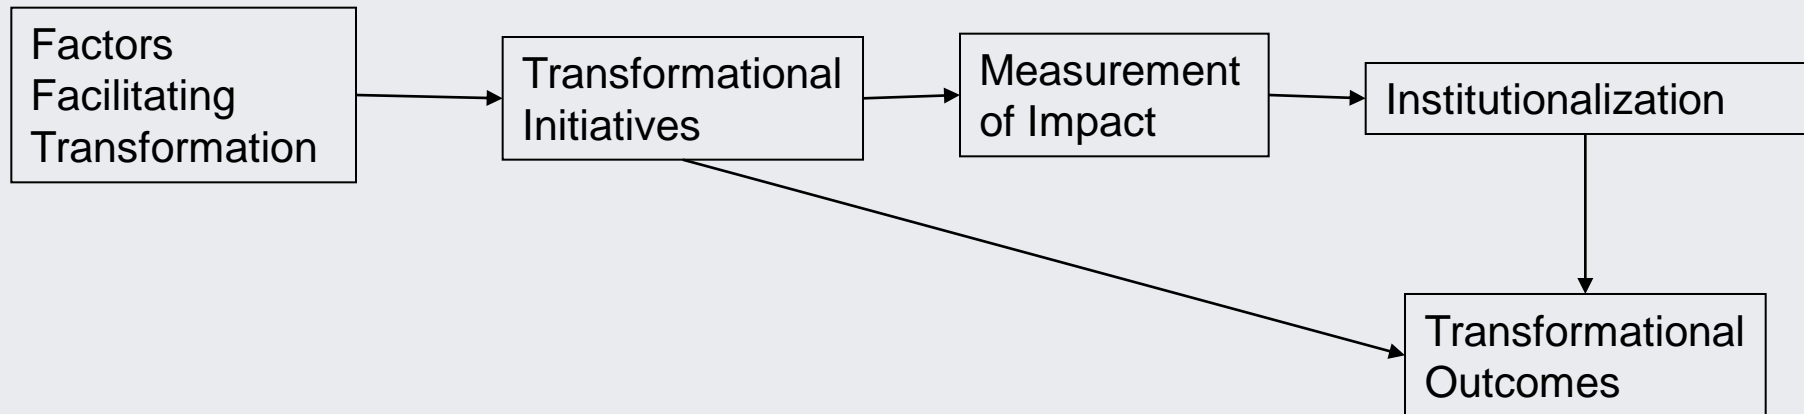 Factors
Facilitating
Transformation
Transformational
Initiatives
Measurement
of Impact
Institutionalization
Transformational
Outcomes